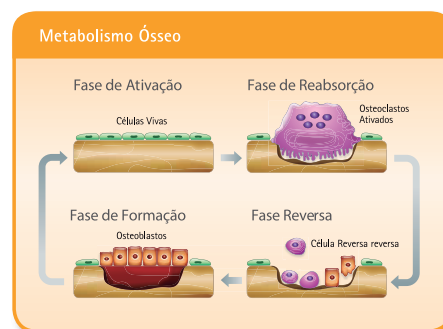 Metabolismo Ósseo
Fase de Ativação
Células Vivas
Fase de Reabsorção
Osteoclastos
Ativados
Fase de Formação
Osteoblastos
Fase Reversa
Célula Reversa reversa